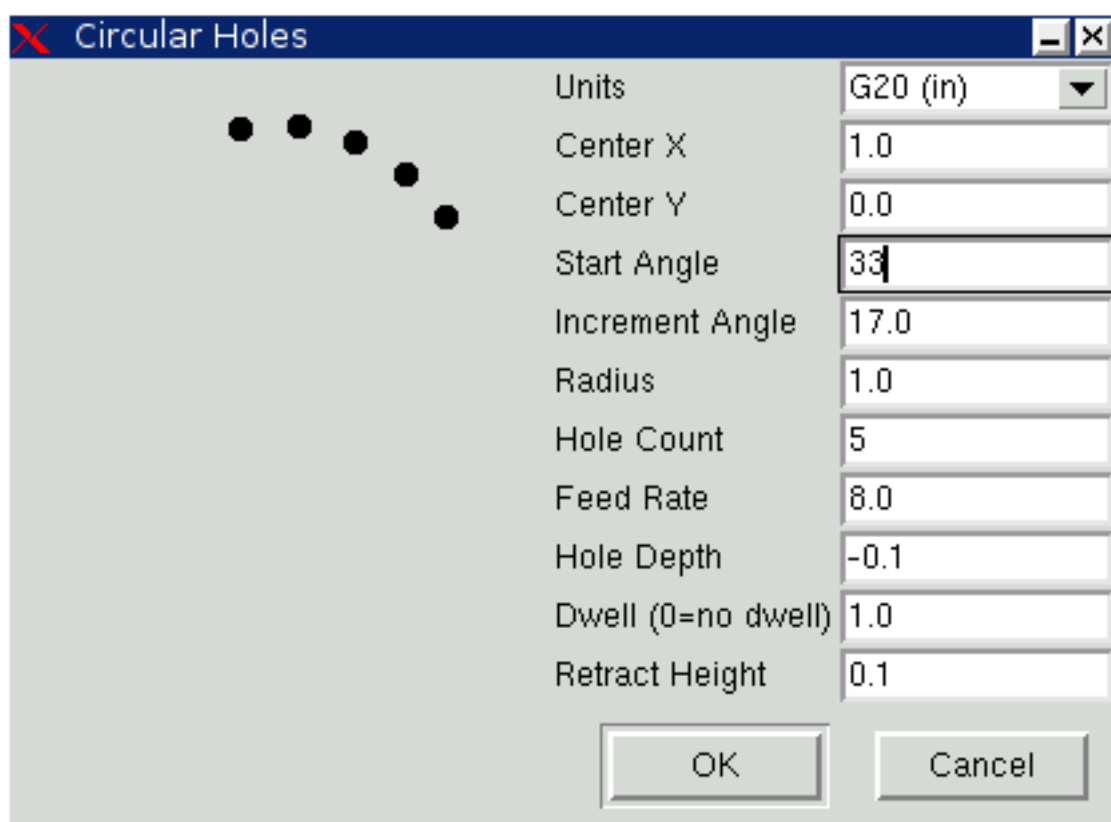 Circular Holes
Units G20 (in)
Center X 1.0
Center Y 0.0
Start Angle 33
Increment Angle 17.0
Radius 1.0
Hole Count 5
Feed Rate 8.0
Hole Depth -0.1
Dwell (0=no dwell) 1.0
Retract Height 0.1
OK Cancel